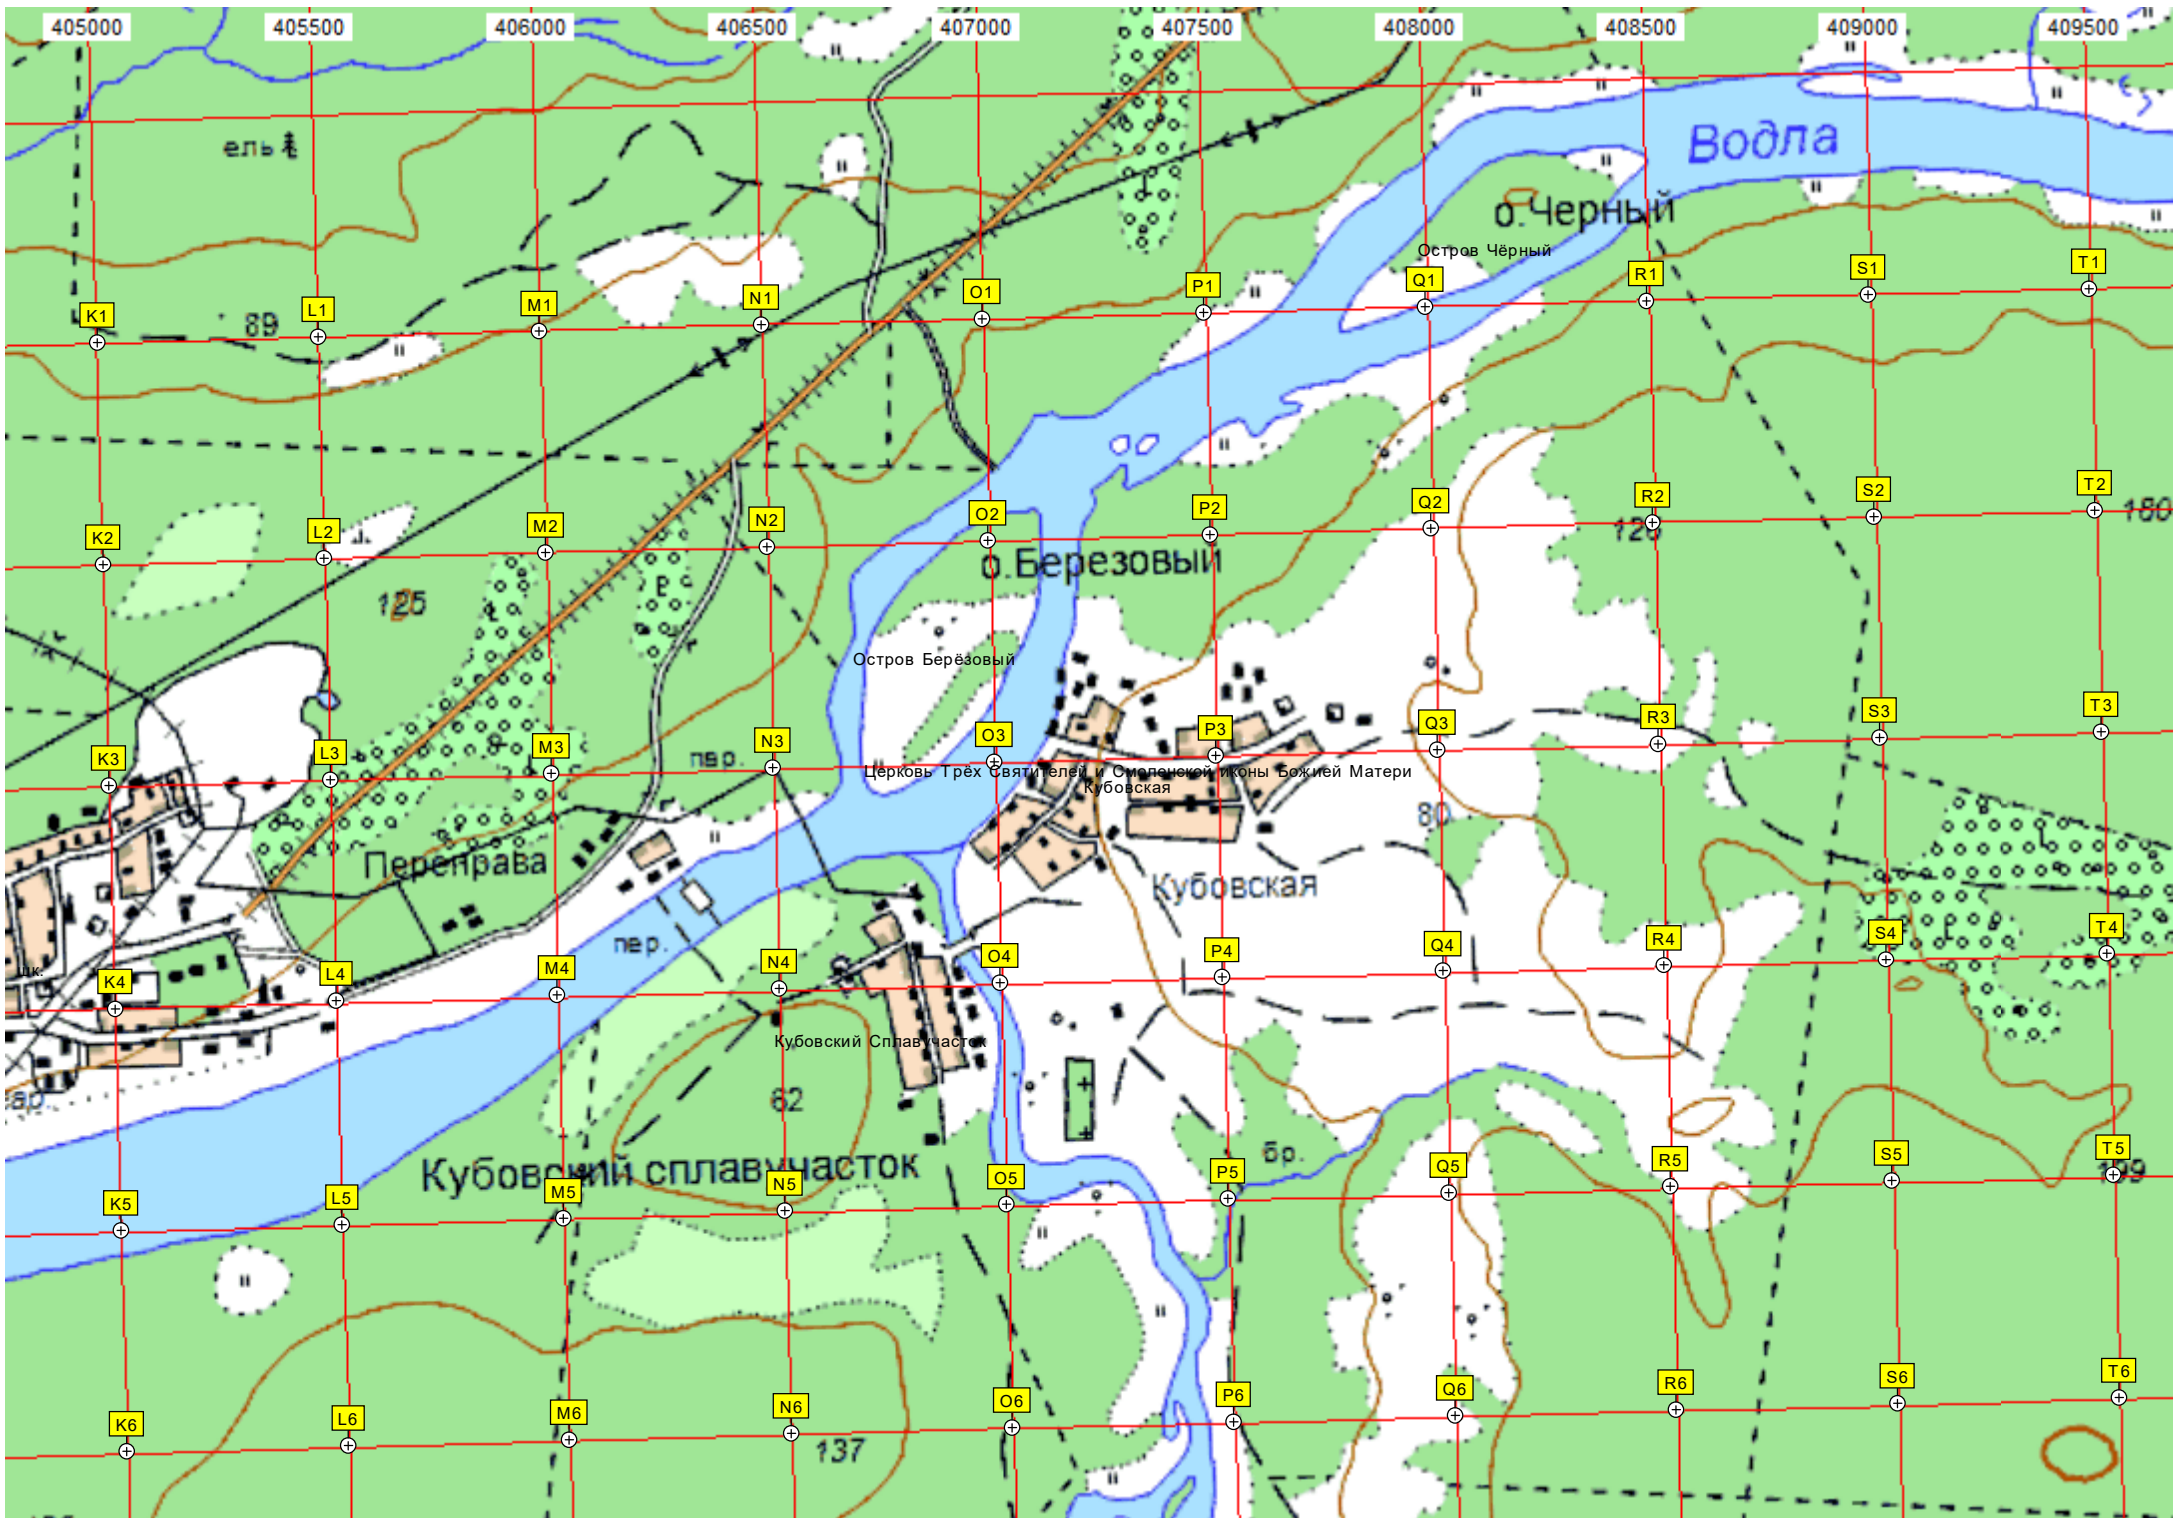 405000 405500 406000 406500 407000 407500 408000 408500 409000 409500
ель
Водла
о.Черный
Остров Чёрный
K1 L1 M1 N1 O1 P1 Q1 R1 S1 T1
89
K2 L2 M2 N2 O2 P2 Q2 R2 S2 T2
180
126
о.Березовый
125
Остров Берёзовый
K3 L3 M3 N3 O3 P3 Q3 R3 S3 T3
пар.
Церковь Трёх Святителей и Смоленской иконы Божией Матери
Кубовская
80
Переправа
Кубовская
пер.
K4 L4 M4 N4 O4 P4 Q4 R4 S4 T4
шк.
Кубовский Сплавучасток
62
бр.
Кубовский сплавучасток
K5 L5 M5 N5 O5 P5 Q5 R5 S5 T5
K6 L6 M6 N6 O6 P6 Q6 R6 S6 T6
137